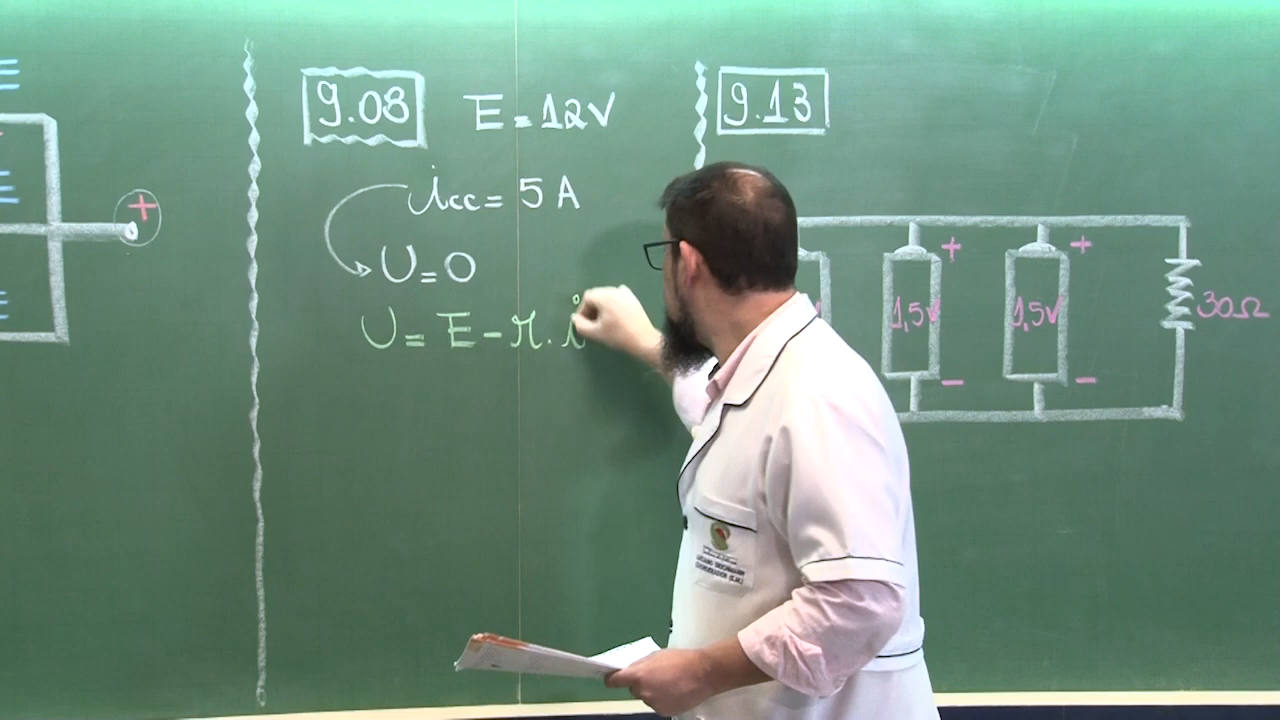 +
9.08
E = 12V
icc = 5 A
U = 0
U = E - r. i
9.13
+
+
1,5V
1,5V
30Ω
-
-